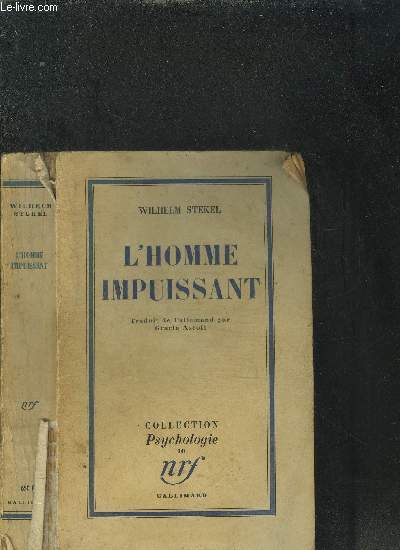 Le-livre.com
WILHELM STEKEL
L'HOMME
IMPUISSANT
Traduit de l'allemand par
COLLECTION
Psychologie
10
nrf
GALLIMARD
WILHELM
STEKEL
L'HOMME
IMPUISSANT
nrf